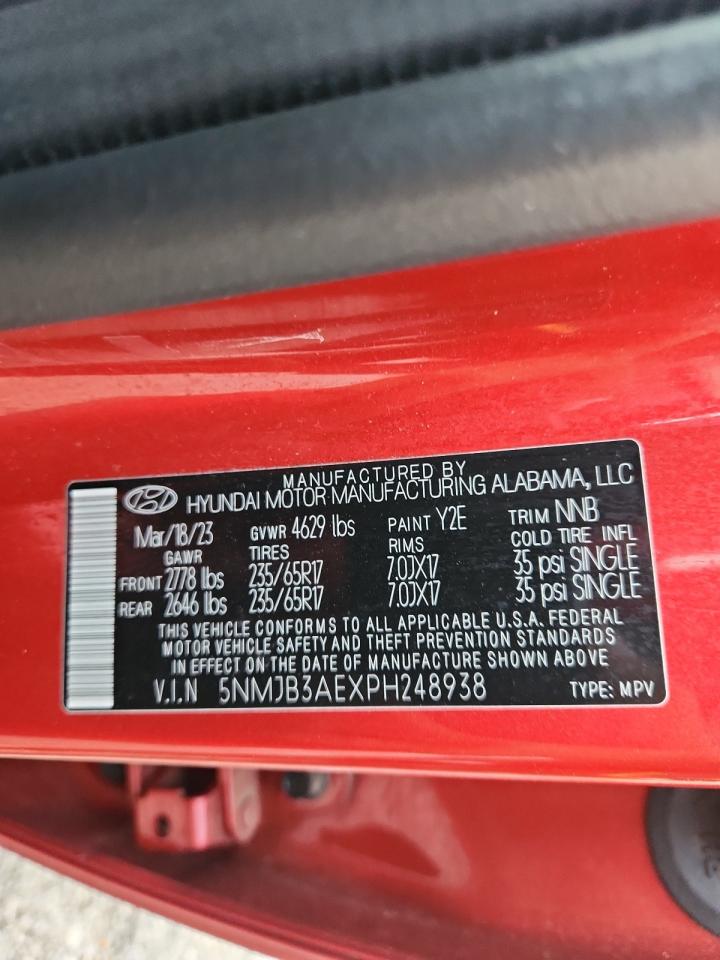 MANUFACTURED BY
HYUNDAI MOTOR MANUFACTURING ALABAMA, LLC
Mar/18/23 GVWR 4629 lbs PAINT Y2E TRIM NNB
GAWR TIRES RIMS COLD TIRE INFL
FRONT 2778 lbs 235/65R17 7.0JX17 35 psi SINGLE
REAR 2646 lbs 235/65R17 7.0JX17 35 psi SINGLE
THIS VEHICLE CONFORMS TO ALL APPLICABLE U.S.A. FEDERAL
MOTOR VEHICLE SAFETY AND THEFT PREVENTION STANDARDS
IN EFFECT ON THE DATE OF MANUFACTURE SHOWN ABOVE
V.I.N 5NMJB3AEXPH248938 TYPE: MPV